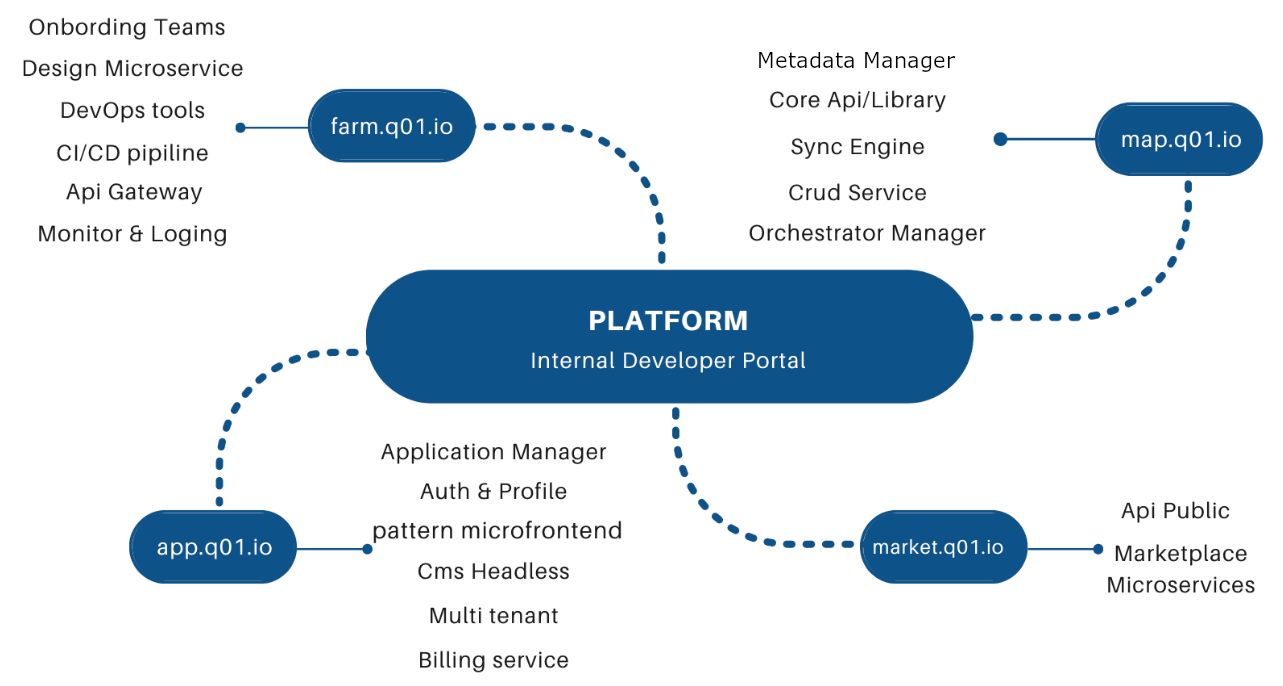 Onbording Teams
Design Microservice
DevOps tools
CI/CD pipiline
Api Gateway
Monitor & Loging
farm.q01.io
Metadata Manager
Core Api/Library
Sync Engine
Crud Service
Orchestrator Manager
map.q01.io
PLATFORM
Internal Developer Portal
app.q01.io
Application Manager
Auth & Profile
pattern microfrontend
Cms Headless
Multi tenant
Billing service
market.q01.io
Api Public
Marketplace
Microservices